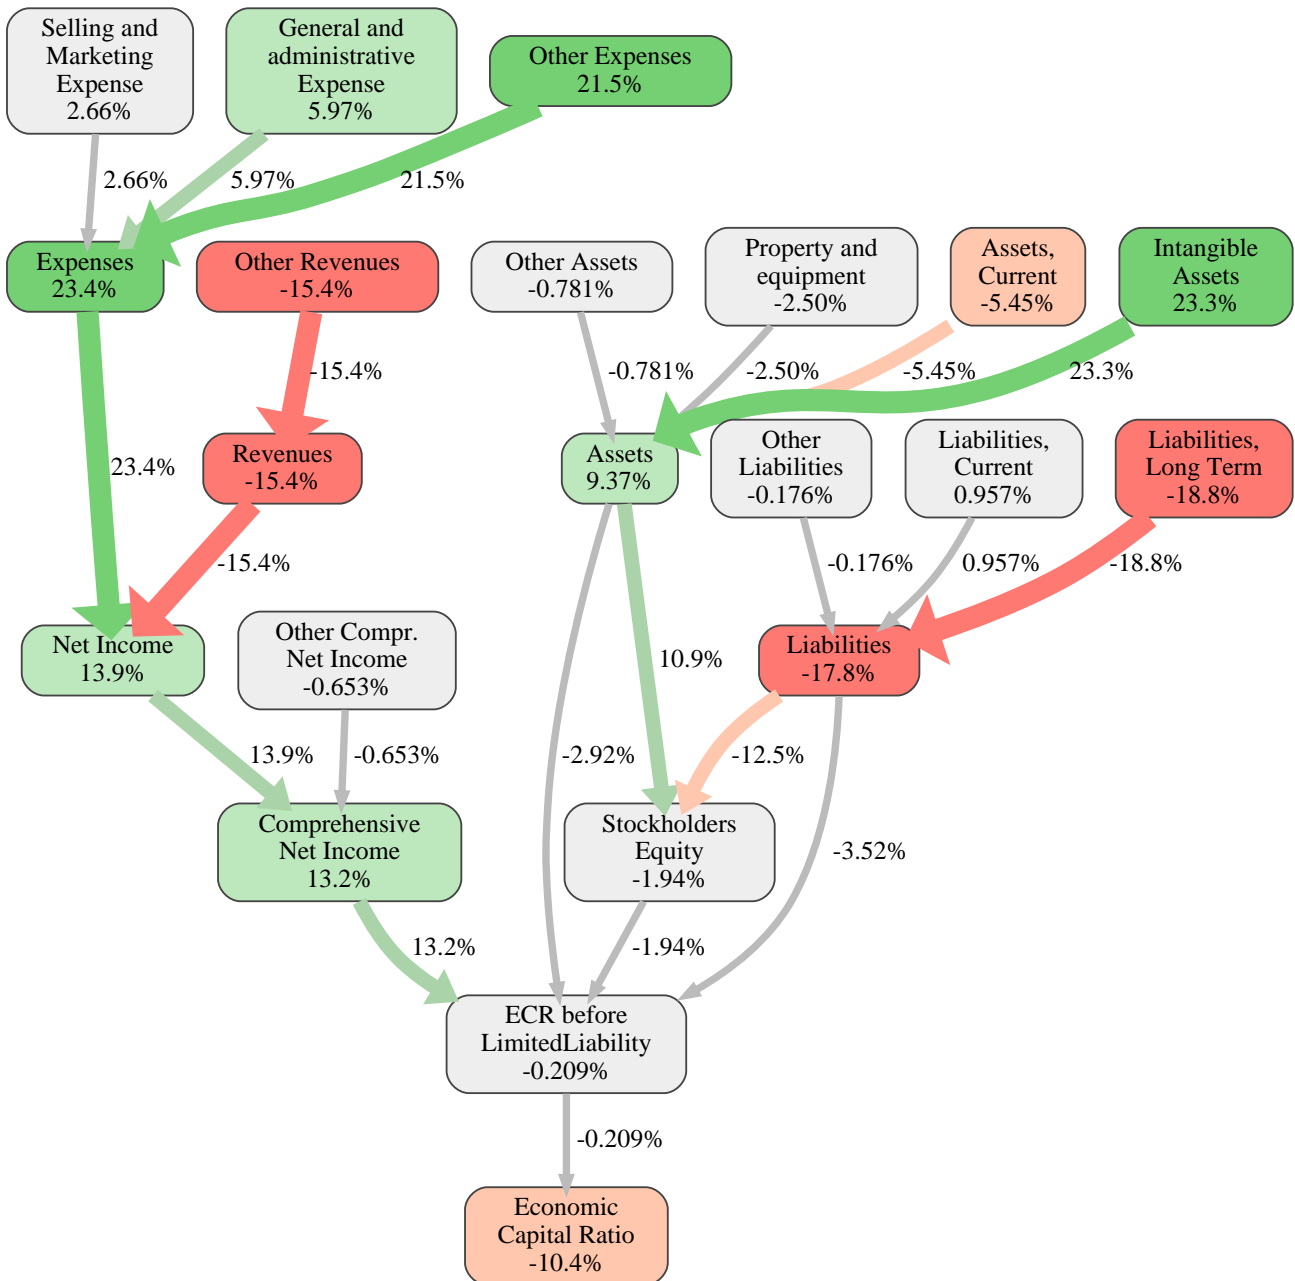 Selling and
Marketing
Expense
2.66%
General and
administrative
Expense
5.97%
Other Expenses
21.5%
2.66%
5.97%
21.5%
Expenses
23.4%
Other Revenues
-15.4%
Other Assets
-0.781%
Property and
equipment
-2.50%
Assets,
Current
-5.45%
Intangible
Assets
23.3%
-15.4%
-0.781%
-2.50%
-5.45%
23.3%
23.4%
Revenues
-15.4%
Assets
9.37%
Other
Liabilities
-0.176%
Liabilities,
Current
0.957%
Liabilities,
Long Term
-18.8%
-15.4%
-0.176%
0.957%
-18.8%
Net Income
13.9%
Other Compr.
Net Income
-0.653%
10.9%
Liabilities
-17.8%
13.9%
-0.653%
-2.92%
-12.5%
Comprehensive
Net Income
13.2%
Stockholders
Equity
-1.94%
-3.52%
13.2%
-1.94%
ECR before
LimitedLiability
-0.209%
-0.209%
Economic
Capital Ratio
-10.4%